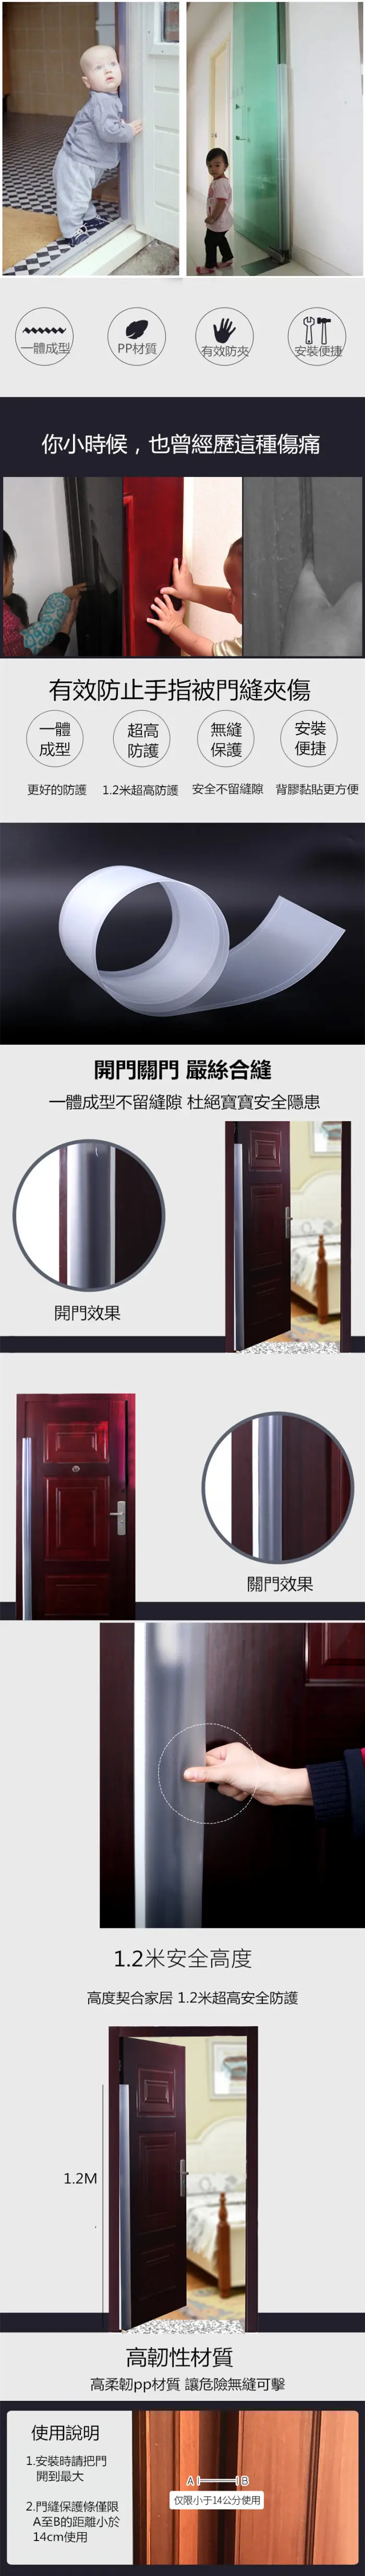 一體成型
PP材質
有效防夾
安裝便捷
你小時候，也曾經歷這種傷痛
有效防止手指被門縫夾傷
一體
成型
超高
防護
無縫
保護
安裝
便捷
更好的防護
1.2米超高防護
安全不留縫隙
背膠黏貼更方便
開門關門 嚴絲合縫
一體成型不留縫隙 杜絕寶寶安全隱患
開門效果
關門效果
1.2米安全高度
高度契合家居 1.2米超高安全防護
1.2M
高韌性材質
高柔韌pp材質 讓危險無縫可擊
使用說明
1.安裝時請把門
開到最大
2.門縫保護條僅限
A至B的距離小於
14cm使用
A B
仅限小于14公分使用